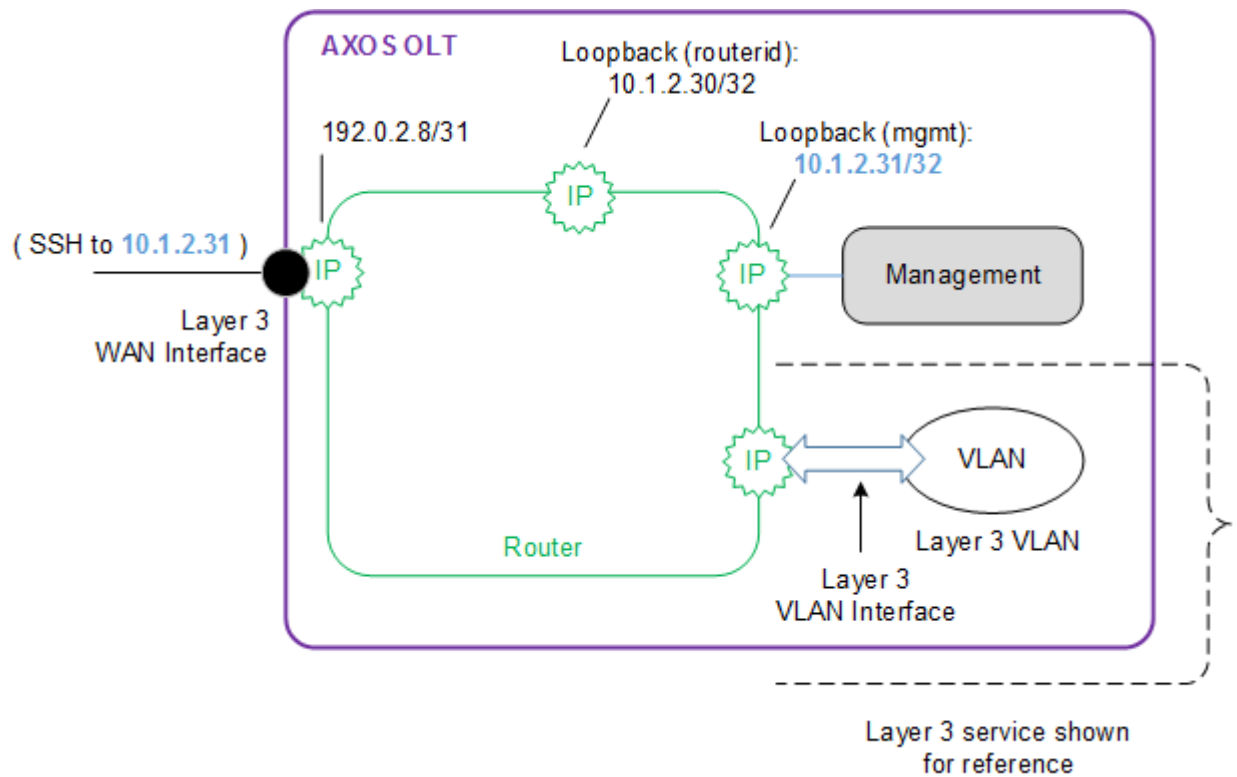 AXOS OLT
Loopback (routerid):
10.1.2.30/32
192.0.2.8/31
Loopback (mgmt):
10.1.2.31/32
IP
( SSH to 10.1.2.31 )
IP
IP
Management
Layer 3
WAN Interface
IP
VLAN
Router
Layer 3 VLAN
Layer 3
VLAN Interface
Layer 3 service shown
for reference